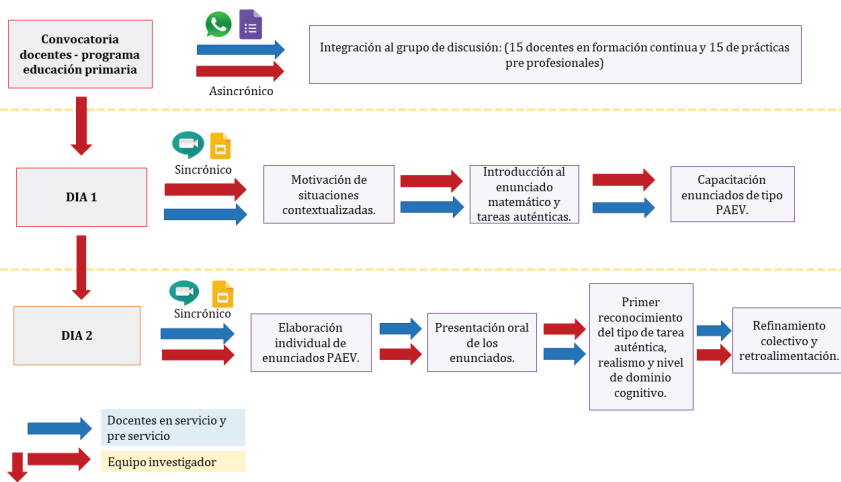 Convocatoria
docentes - programa
educación primaria
Asincrónico
Integración al grupo de discusión: (15 docentes en formación continua y 15 de prácticas
pre profesionales)
DIA 1
Sincrónico
Motivación de
situaciones
contextualizadas.
Introducción al
enunciado
matemático y
tareas auténticas.
Capacitación
enunciados de tipo
PAEV.
DIA 2
Sincrónico
Elaboración
individual de
enunciados PAEV.
Presentación oral
de los
enunciados.
Primer
reconocimiento
del tipo de tarea
auténtica,
realismo y nivel
de dominio
cognitivo.
Refinamiento
colectivo y
retroalimentación.
Docentes en servicio y
pre servicio
Equipo investigador